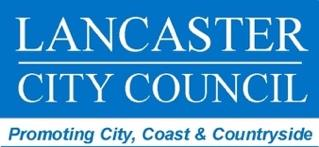 LANCASTER
CITY COUNCIL
Promoting City, Coast & Countryside